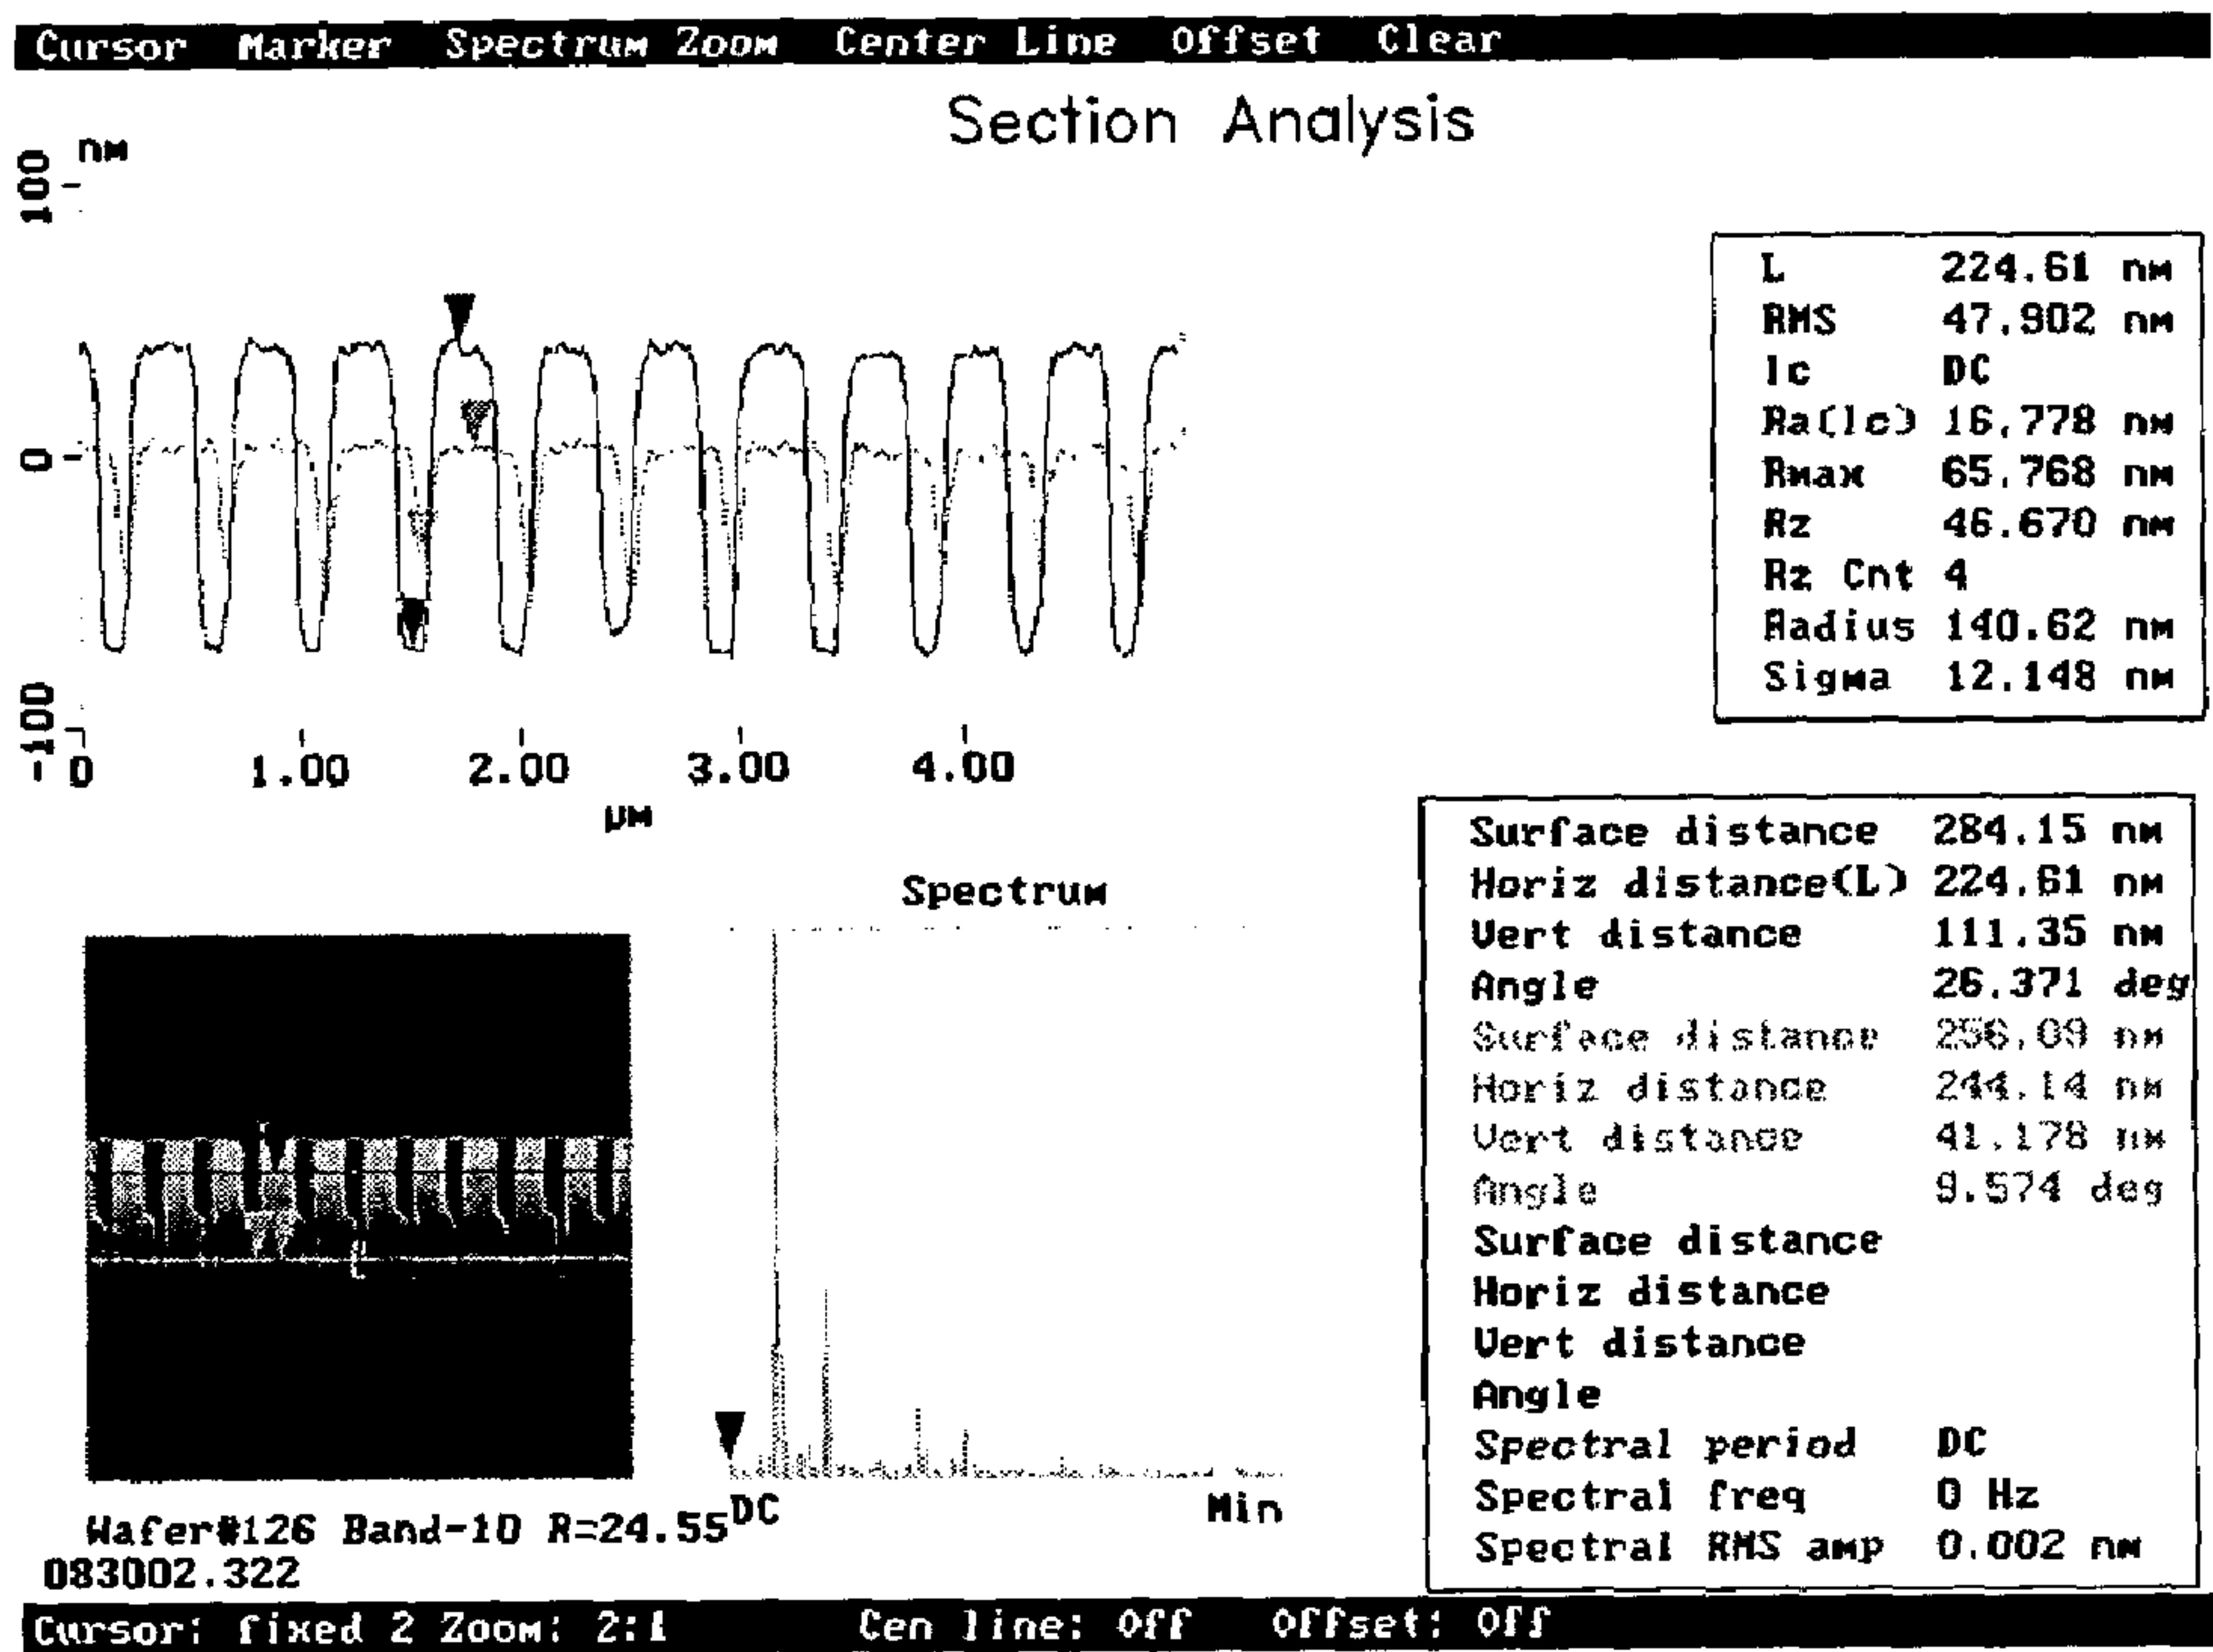 Cursor Marker Spectrum Zoom Center Line Offset Clear
Section Analysis
nm
100
0
-100
0 1.00 2.00 3.00 4.00
µm
L 224.61 nm
RMS 47.902 nm
lc DC
Ra(lc) 16.778 nm
Rmax 65.768 nm
Rz 46.670 nm
Rz Cnt 4
Radius 140.62 nm
Sigma 12.148 nm
Surface distance 284.15 nm
Horiz distance(L) 224.61 nm
Vert distance 111.35 nm
Angle 26.371 deg
Surface distance 256.09 nm
Horiz distance 244.14 nm
Vert distance 41.178 nm
Angle 9.574 deg
Surface distance
Horiz distance
Vert distance
Angle
Spectral period DC
Spectral freq 0 Hz
Spectral RMS amp 0.002 nm
Spectrum
DC Min
Wafer#126 Band-10 R=24.55
083002.322
Cursor: fixed 2 Zoom: 2:1 Cen line: Off Offset: Off